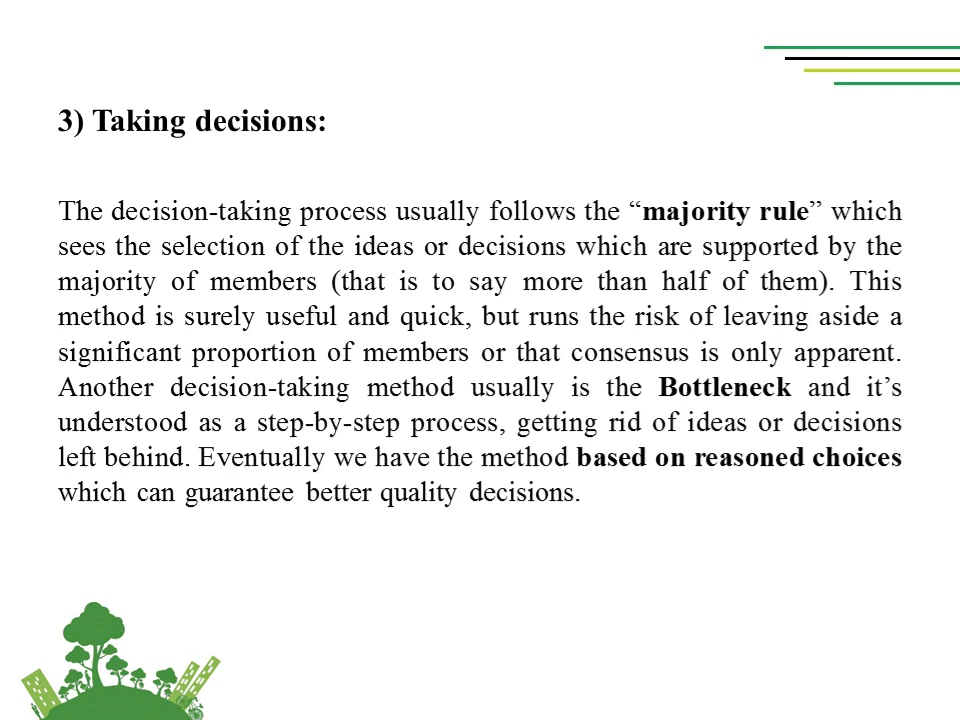 3) Taking decisions:
The decision-taking process usually follows the “majority rule” which
sees the selection of the ideas or decisions which are supported by the
majority of members (that is to say more than half of them). This
method is surely useful and quick, but runs the risk of leaving aside a
significant proportion of members or that consensus is only apparent.
Another decision-taking method usually is the Bottleneck and it’s
understood as a step-by-step process, getting rid of ideas or decisions
left behind. Eventually we have the method based on reasoned choices
which can guarantee better quality decisions.